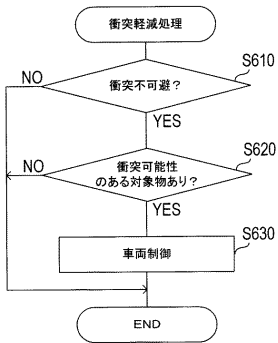 衝突軽減処理
S610
衝突不可避？
NO
YES
S620
衝突可能性
のある対象物あり？
NO
YES
S630
車両制御
END